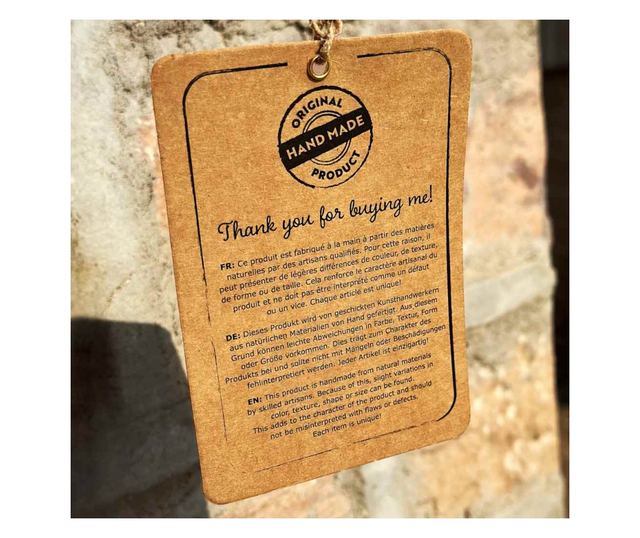 ORIGINAL
HAND MADE
PRODUCT
Thank you for buying me!
FR: Ce produit est fabriqué à la main à partir des matières
naturelles par des artisans qualifiés. Pour cette raison, il
peut présenter de légères différences de couleur, de texture,
de forme ou de taille. Cela renforce le caractère artisanal du
produit et ne doit pas être interprété comme un défaut
ou un vice. Chaque article est unique!
DE: Dieses Produkt wird von geschickten Kunsthandwerkern
aus natürlichen Materialien von Hand gefertigt. Aus diesem
Grund können leichte Abweichungen in Farbe, Textur, Form
oder Größe vorkommen. Dies trägt zum Charakter des
Produkts bei und sollte nicht mit Mängeln oder Beschädigungen
fehlinterpretiert werden. Jeder Artikel ist einzigartig!
EN: This product is handmade from natural materials
by skilled artisans. Because of this, slight variations in
color, texture, shape or size can be found.
This adds to the character of the product and should
not be misinterpreted with flaws or defects.
Each item is unique!